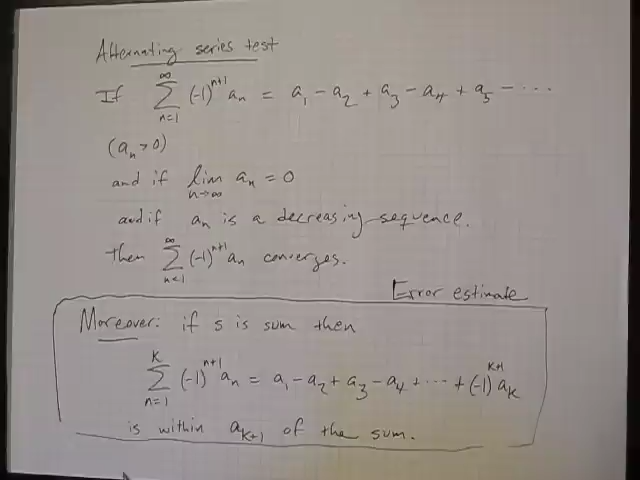 Alternating series test
If ∞ Σ n=1 (-1)^{n+1} a_n = a_1 - a_2 + a_3 - a_4 + a_5 - ...
(a_n > 0)
and if lim n→∞ a_n = 0
and if a_n is a decreasing sequence.
then ∞ Σ n=1 (-1)^{n+1} a_n converges.
Error estimate
Moreover: if s is sum then
K Σ n=1 (-1)^{n+1} a_n = a_1 - a_2 + a_3 - a_4 + ... + (-1)^{K+1} a_K
is within a_{K+1} of the sum.